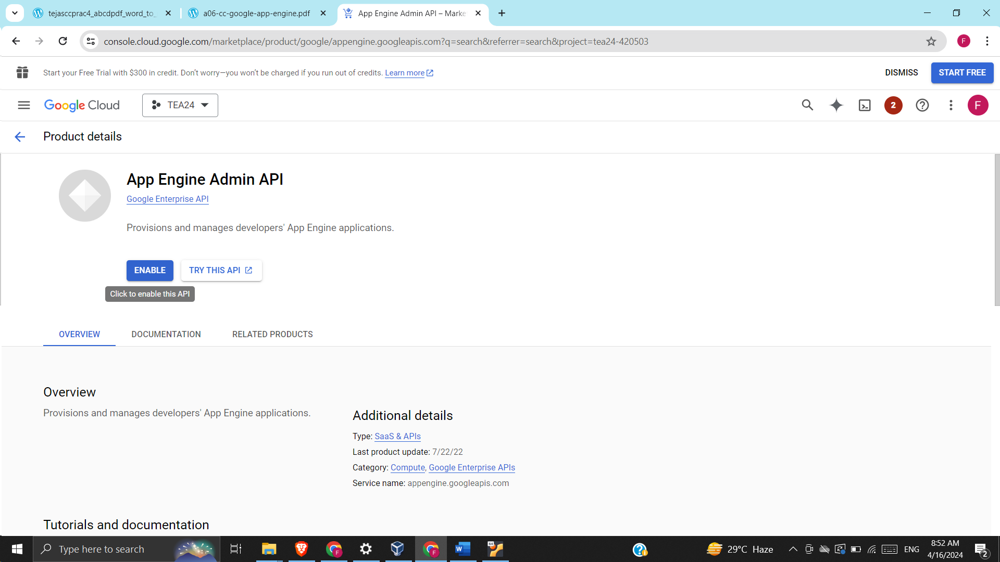 tejasccprac4_abcdpdf_word_to_
a06-cc-google-app-engine.pdf
App Engine Admin API – Marke
console.cloud.google.com/marketplace/product/google/appengine.googleapis.com?q=search&referrer=search&project=tea24-420503
F
Start your Free Trial with $300 in credit. Don’t worry—you won’t be charged if you run out of credits. Learn more
DISMISS
START FREE
Google Cloud
TEA24
2
F
Product details
App Engine Admin API
Google Enterprise API
Provisions and manages developers' App Engine applications.
ENABLE
TRY THIS API
Click to enable this API
OVERVIEW
DOCUMENTATION
RELATED PRODUCTS
Overview
Provisions and manages developers' App Engine applications.
Additional details
Type: SaaS & APIs
Last product update: 7/22/22
Category: Compute, Google Enterprise APIs
Service name: appengine.googleapis.com
Tutorials and documentation
Type here to search
F
F
W
64
29°C Haze
ENG
8:52 AM
4/16/2024
2